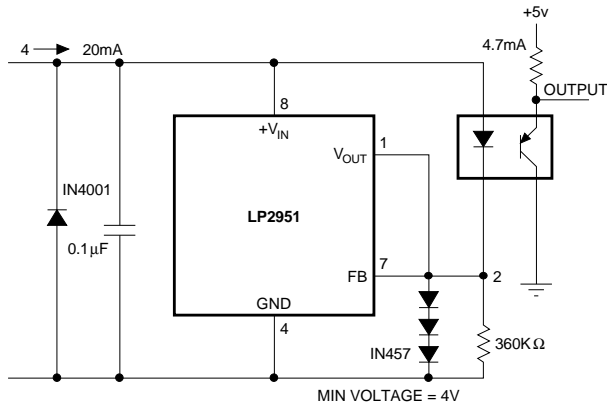 +5v
4 20mA
4.7mA
OUTPUT
8
+VIN
1
VOUT
IN4001
LP2951
0.1µF
7
FB
2
GND
4
IN457
360KΩ
MIN VOLTAGE = 4V